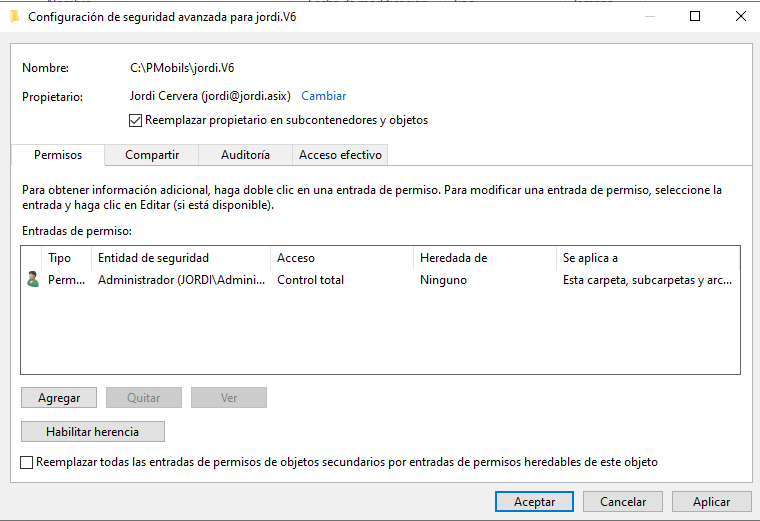 Configuración de seguridad avanzada para jordi.V6
Nombre: C:\PMobils\jordi.V6
Propietario: Jordi Cervera (jordi@jordi.asix) Cambiar
Reemplazar propietario en subcontenedores y objetos
Permisos Compartir Auditoría Acceso efectivo
Para obtener información adicional, haga doble clic en una entrada de permiso. Para modificar una entrada de permiso, seleccione la
entrada y haga clic en Editar (si está disponible).
Entradas de permiso:
Tipo Entidad de seguridad Acceso Heredada de Se aplica a
Perm... Administrador (JORDI\Admini... Control total Ninguno Esta carpeta, subcarpetas y arc...
Agregar Quitar Ver
Habilitar herencia
Reemplazar todas las entradas de permisos de objetos secundarios por entradas de permisos heredables de este objeto
Aceptar Cancelar Aplicar